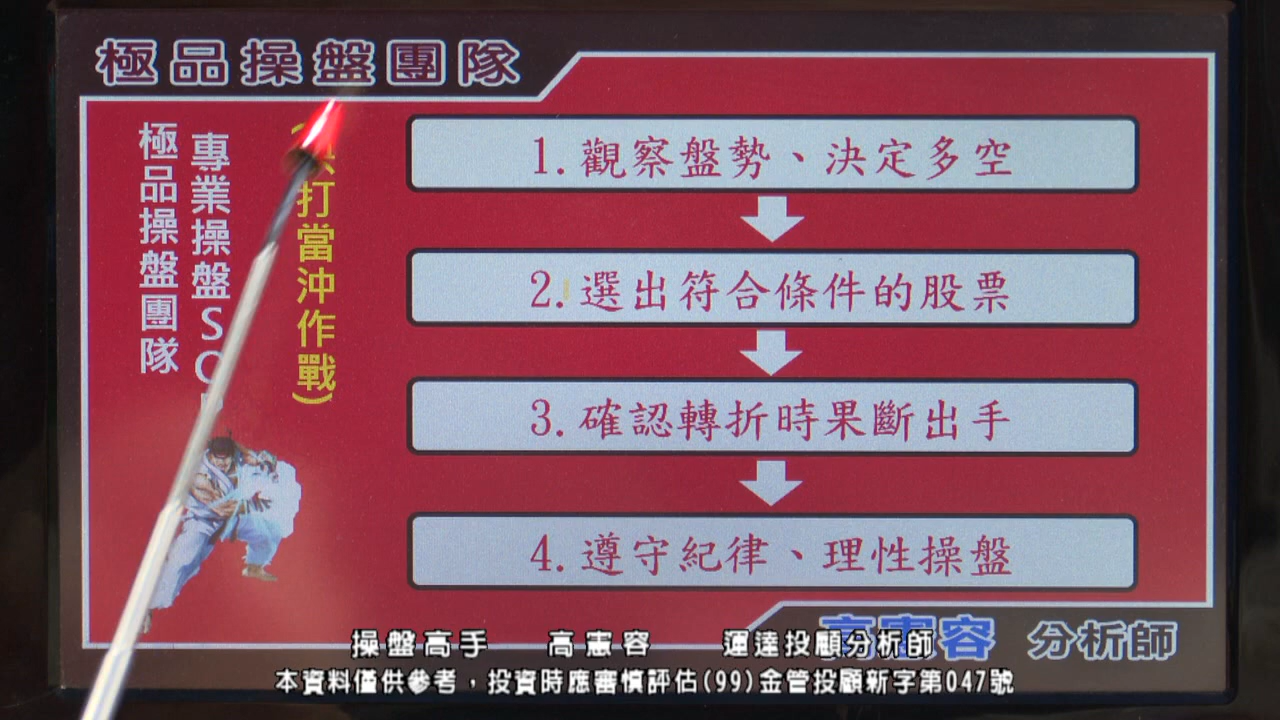 極品操盤團隊
極品操盤團隊
專業操盤SO
打當沖作戰)
1.觀察盤勢、決定多空
2.選出符合條件的股票
3.確認轉折時果斷出手
4.遵守紀律、理性操盤
高憲容 分析師
操盤高手 高憲容 運達投顧分析師
本資料僅供參考,投資時應審慎評估(99)金管投顧新字第047號